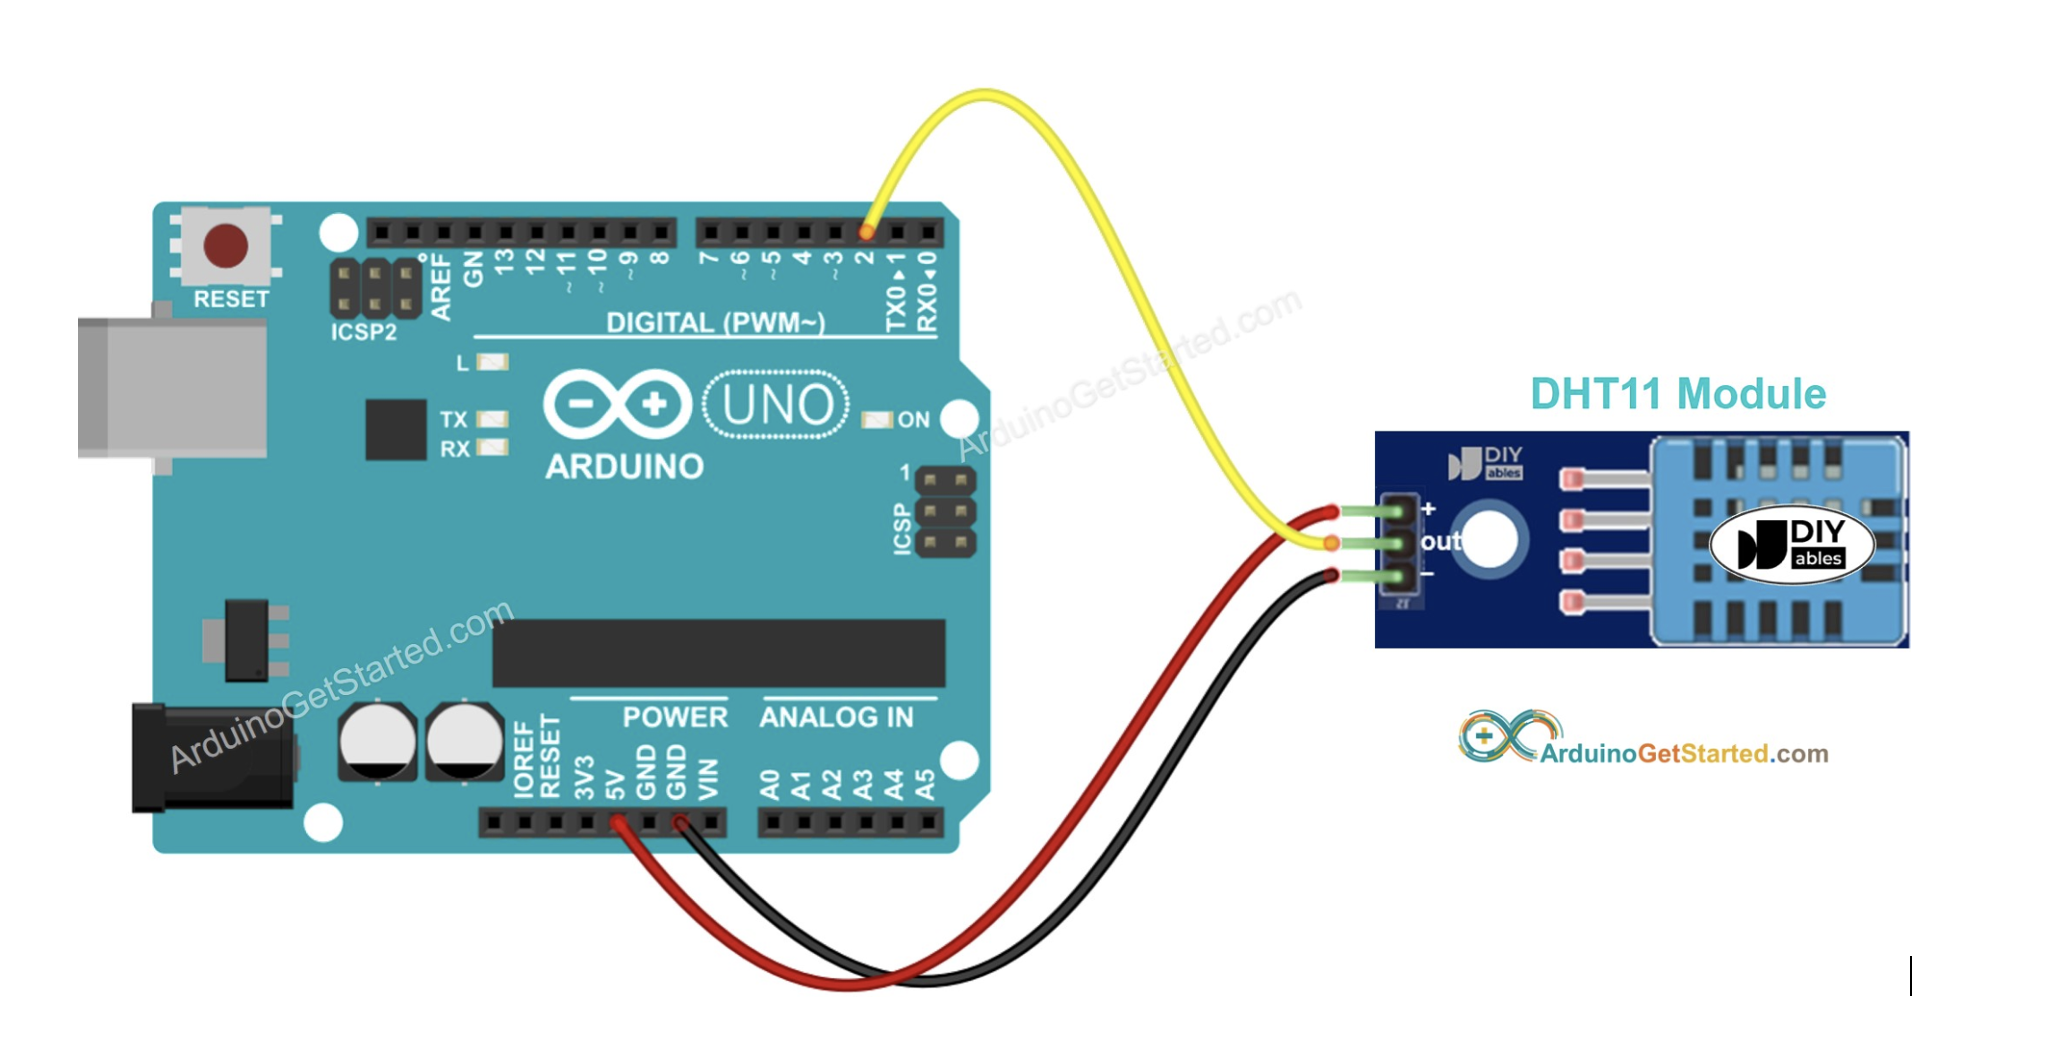 RESET
ICSP2
AREF
GN
13
12
~11
~10
~9
8
7
~6
~5
4
~3
2
TX0▸1
RX0◂0
DIGITAL (PWM~)
L
TX
RX
UNO
ARDUINO
ON
1
ICSP
ArduinoGetStarted.com
DHT11 Module
DIY
ables
+
out
−
DIY
ables
ArduinoGetStarted.com
POWER
ANALOG IN
IOREF
RESET
3V3
5V
GND
GND
VIN
A0
A1
A2
A3
A4
A5
ArduinoGetStarted.com